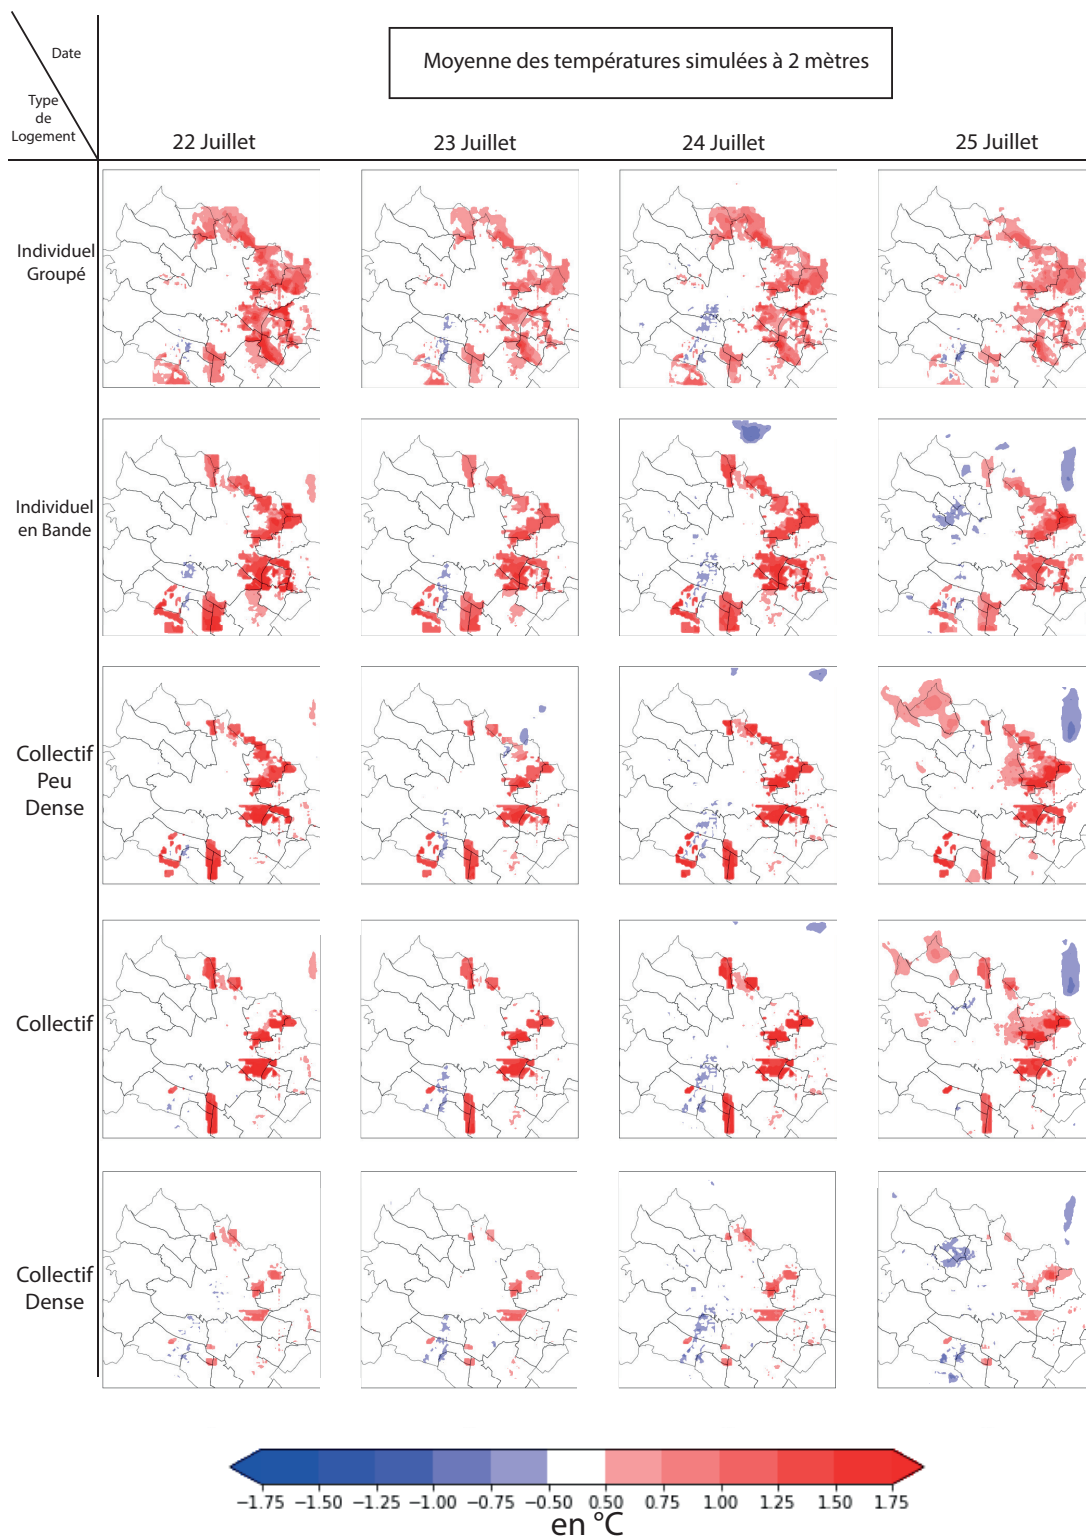 Date
Type
de
Logement
Moyenne des températures simulées à 2 mètres
22 Juillet
23 Juillet
24 Juillet
25 Juillet
Individuel
Groupé
Individuel
en Bande
Collectif
Peu
Dense
Collectif
Collectif
Dense
−1.75 −1.50 −1.25 −1.00 −0.75 −0.50 0.50 0.75 1.00 1.25 1.50 1.75
en °C